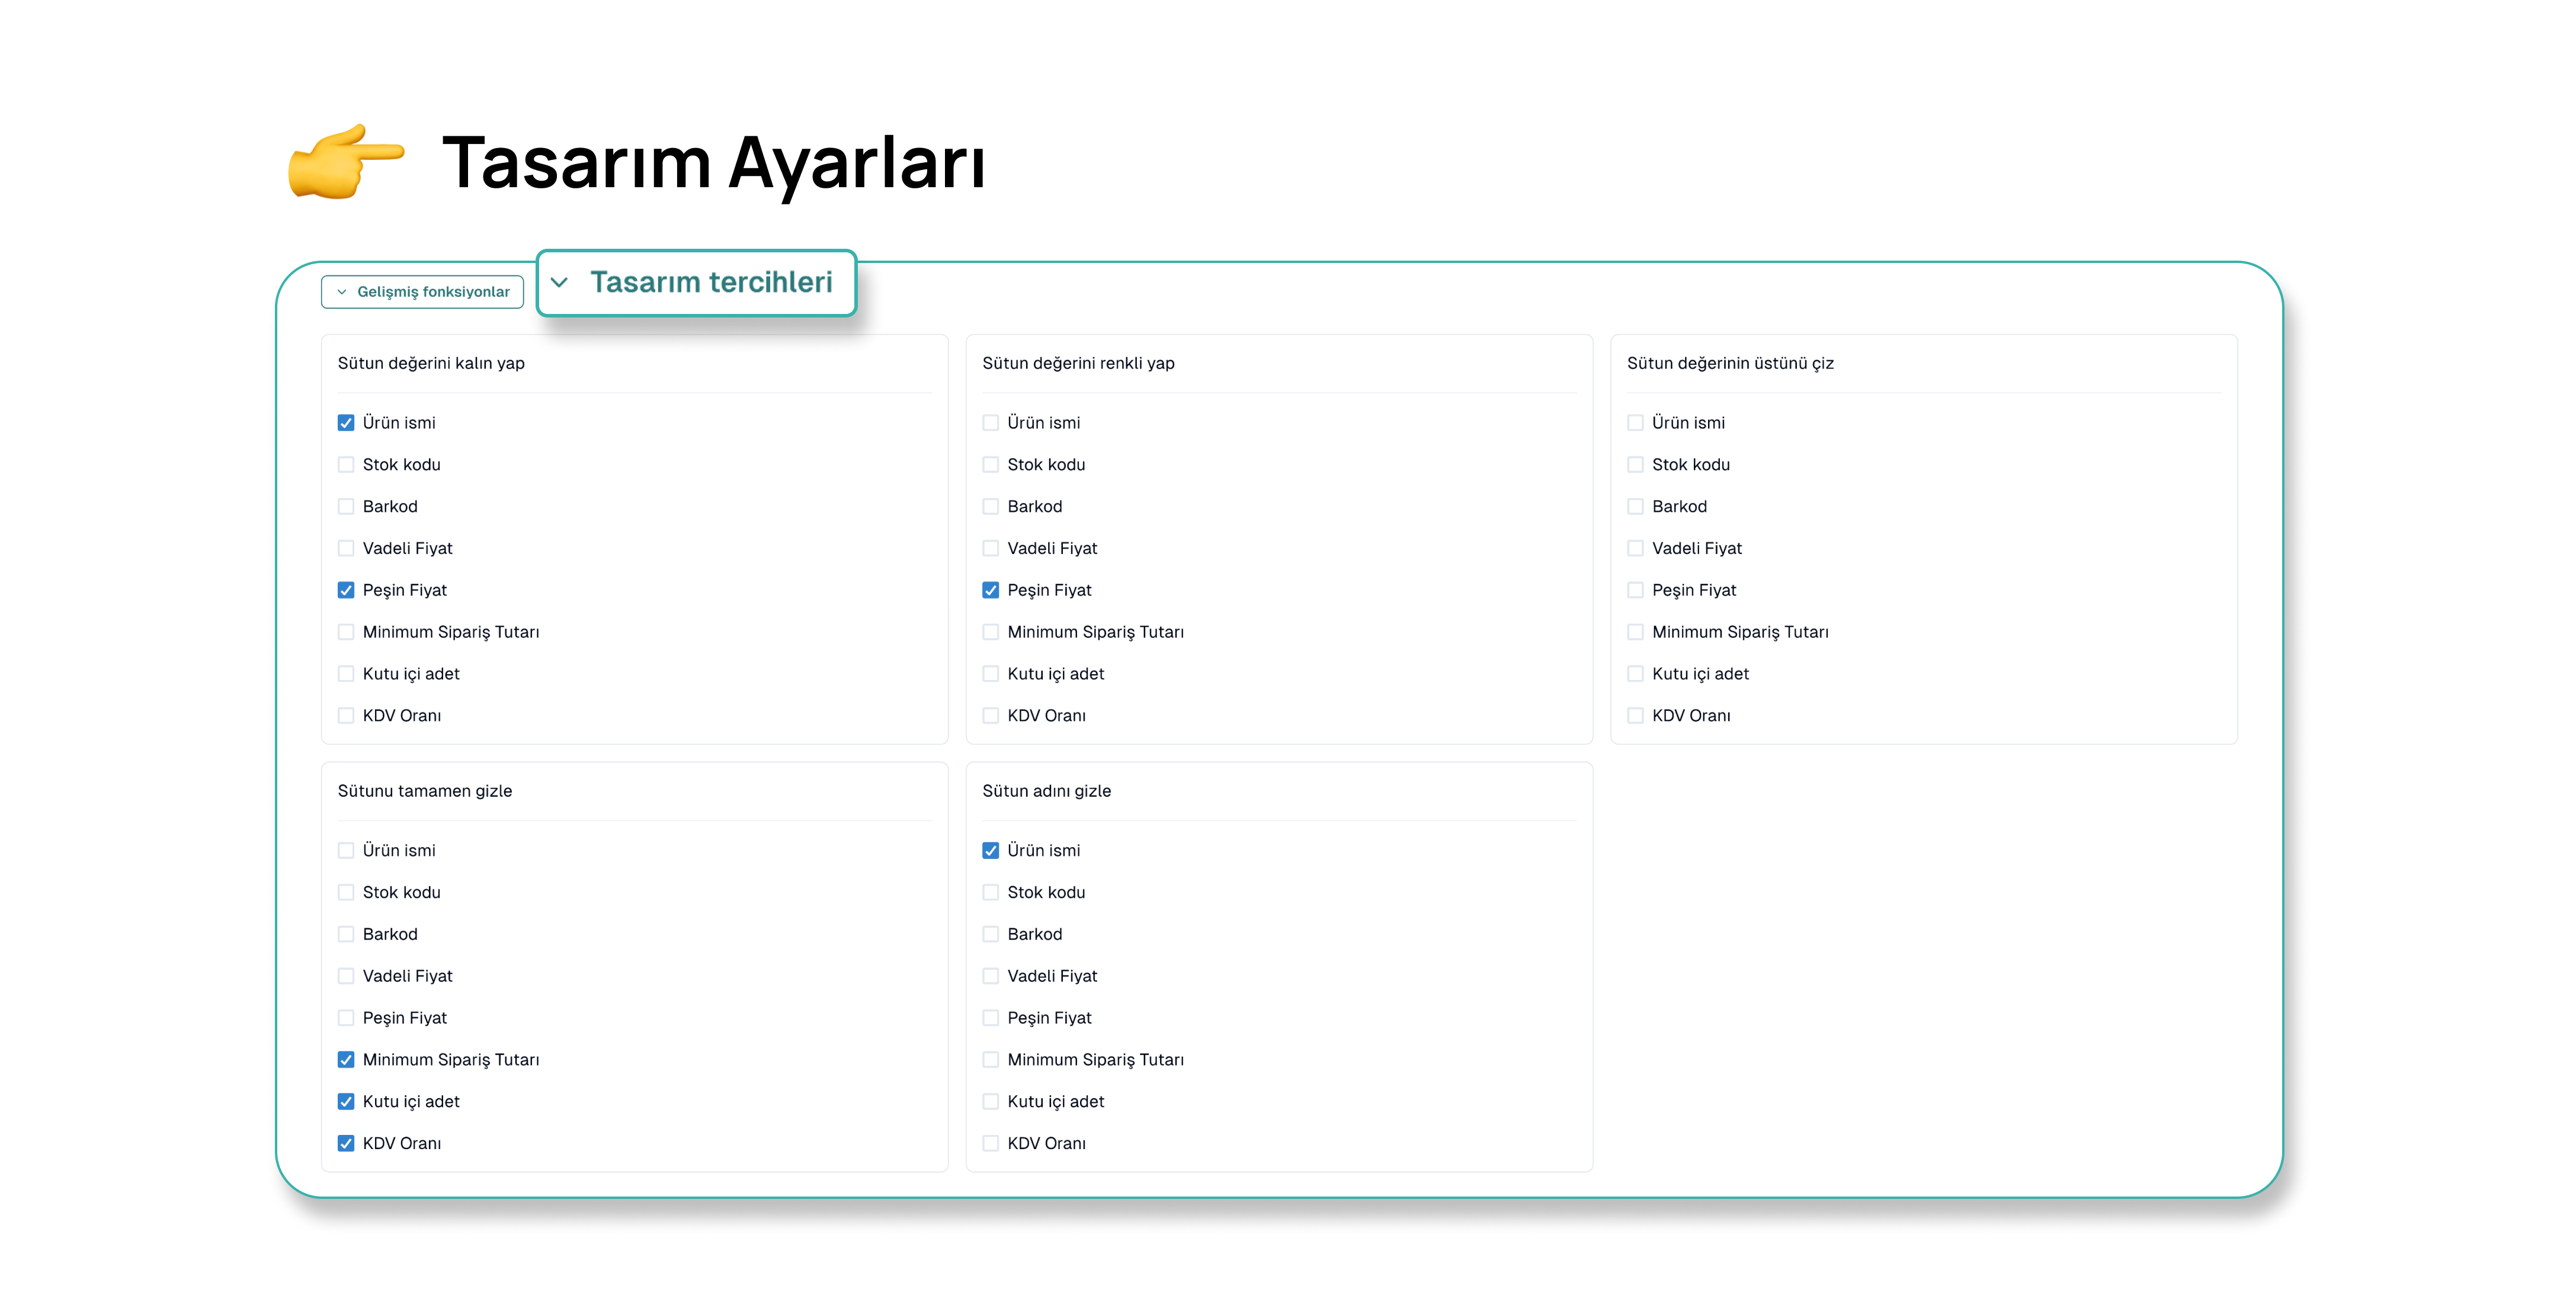 Tasarım Ayarları
Gelişmiş fonksiyonlar
Tasarım tercihleri
Sütun değerini kalın yap
Ürün ismi
Stok kodu
Barkod
Vadeli Fiyat
Peşin Fiyat
Minimum Sipariş Tutarı
Kutu içi adet
KDV Oranı
Sütun değerini renkli yap
Ürün ismi
Stok kodu
Barkod
Vadeli Fiyat
Peşin Fiyat
Minimum Sipariş Tutarı
Kutu içi adet
KDV Oranı
Sütun değerinin üstünü çiz
Ürün ismi
Stok kodu
Barkod
Vadeli Fiyat
Peşin Fiyat
Minimum Sipariş Tutarı
Kutu içi adet
KDV Oranı
Sütunu tamamen gizle
Ürün ismi
Stok kodu
Barkod
Vadeli Fiyat
Peşin Fiyat
Minimum Sipariş Tutarı
Kutu içi adet
KDV Oranı
Sütun adını gizle
Ürün ismi
Stok kodu
Barkod
Vadeli Fiyat
Peşin Fiyat
Minimum Sipariş Tutarı
Kutu içi adet
KDV Oranı